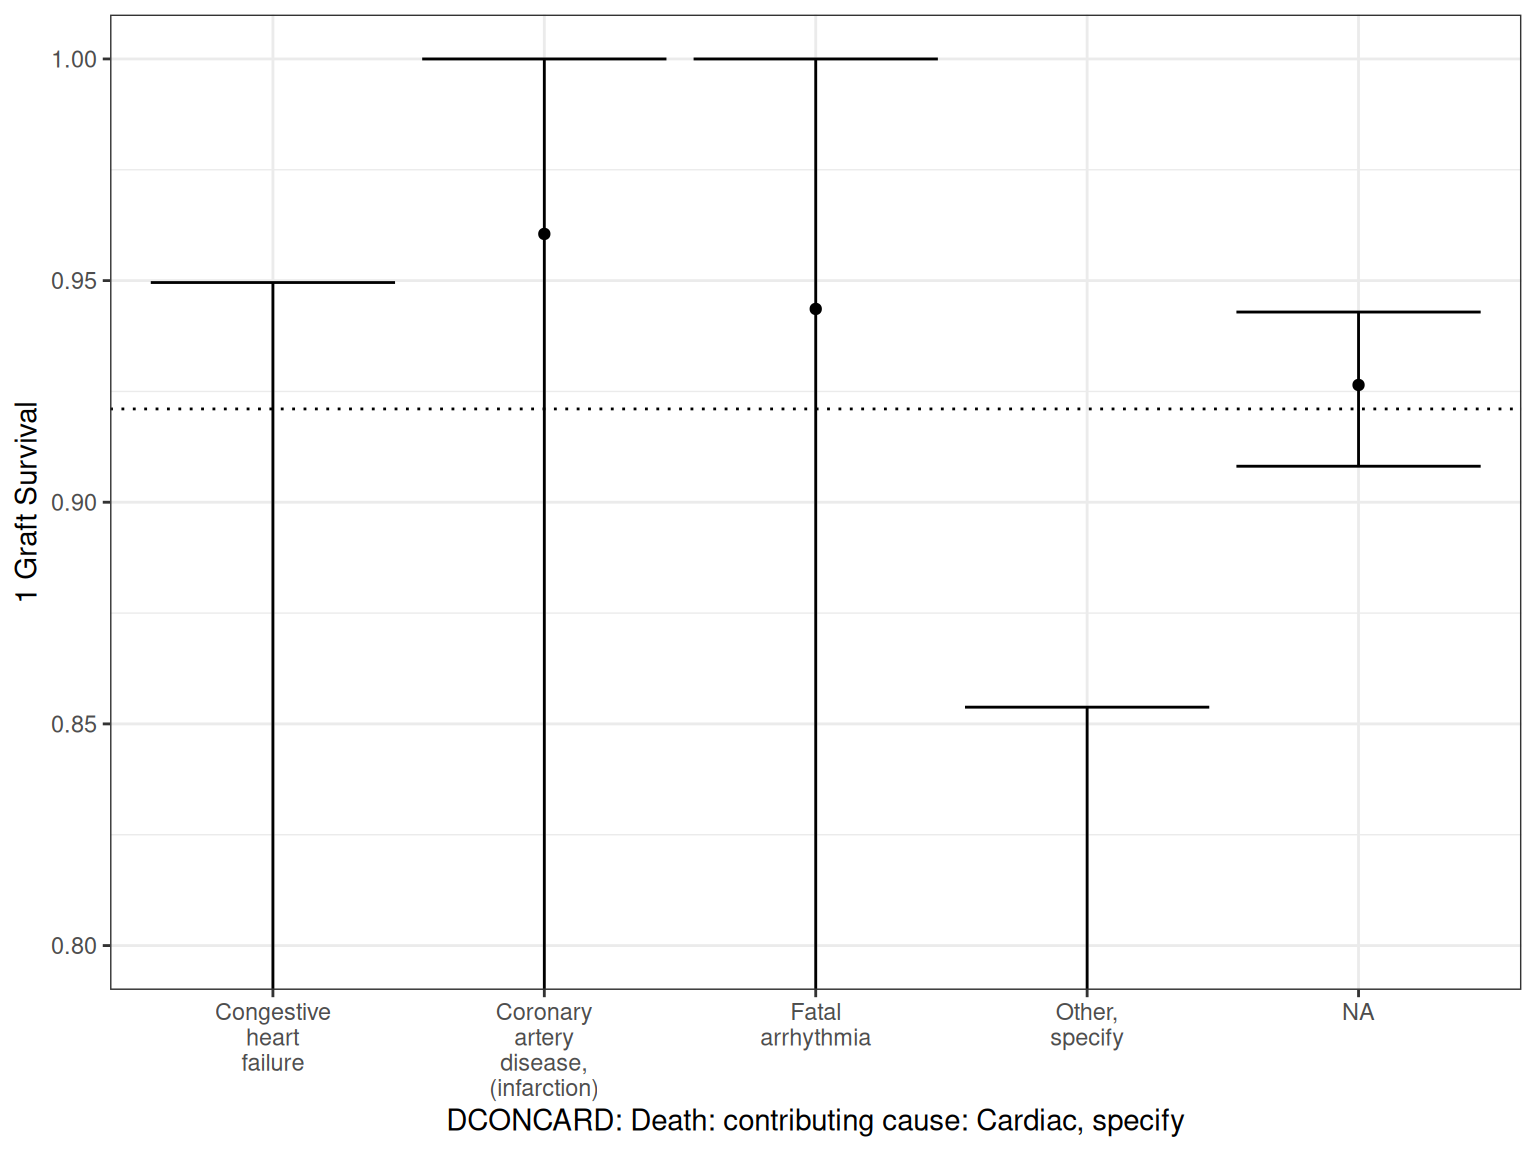 1 Graft Survival
1.00
0.95
0.90
0.85
0.80
Congestive
heart
failure
Coronary
artery
disease,
(infarction)
Fatal
arrhythmia
Other,
specify
NA
DCONCARD: Death: contributing cause: Cardiac, specify